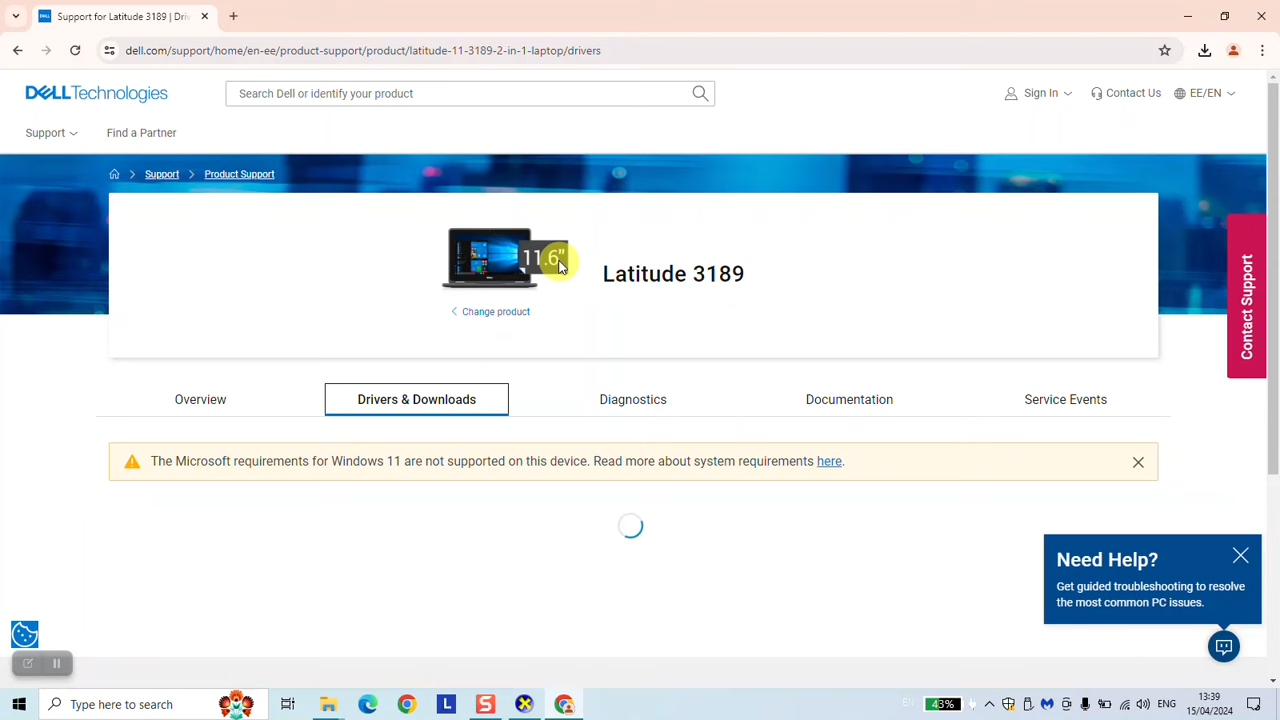 Support for Latitude 3189 | Dri
dell.com/support/home/en-ee/product-support/product/latitude-11-3189-2-in-1-laptop/drivers
DELLTechnologies
Search Dell or identify your product
Sign In
Contact Us
EE/EN
Support
Find a Partner
Support
Product Support
11.6"
Latitude 3189
Change product
Contact Support
Overview
Drivers & Downloads
Diagnostics
Documentation
Service Events
The Microsoft requirements for Windows 11 are not supported on this device. Read more about system requirements here.
Need Help?
Get guided troubleshooting to resolve
the most common PC issues.
Type here to search
L
S
X
EN
43%
ENG
13:39
15/04/2024